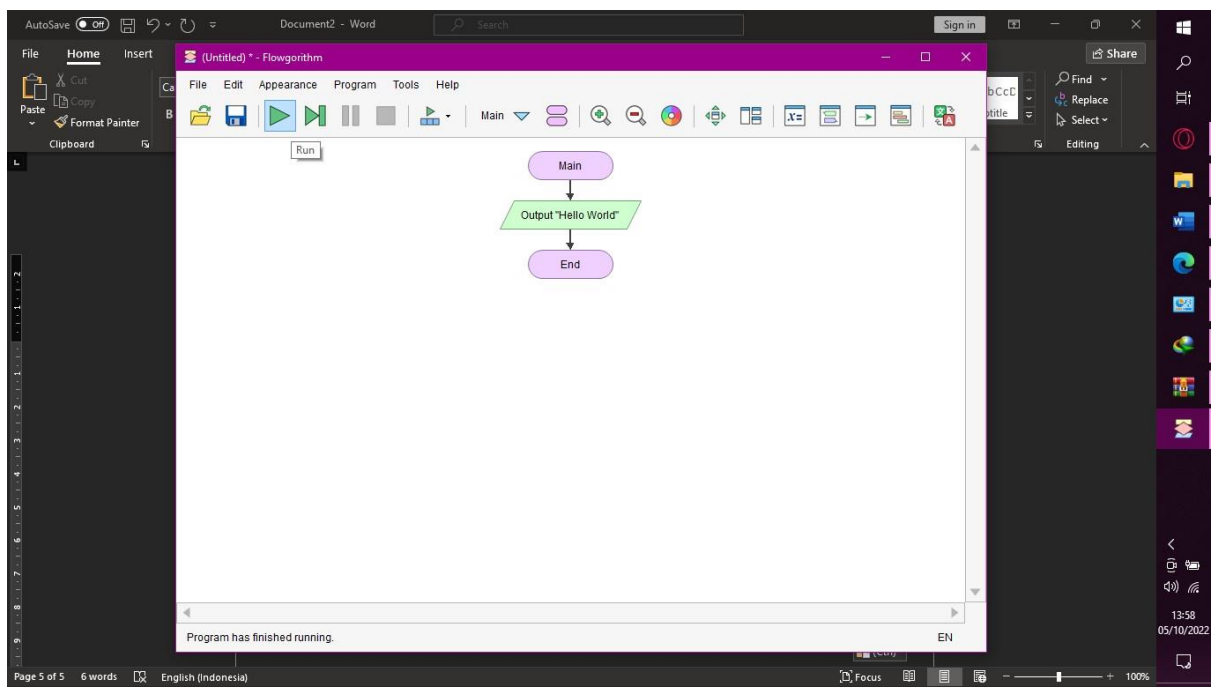 AutoSave Off Document2 - Word Search Sign in
File Home Insert Share
Cut
Copy
Paste
Format Painter
Clipboard
Find
Replace
Select
Editing
(Untitled) * - Flowgorithm
File Edit Appearance Program Tools Help
Main
Run
Main
Output "Hello World"
End
Program has finished running. EN
13:58
05/10/2022
Page 5 of 5 6 words English (Indonesia) Focus 100%